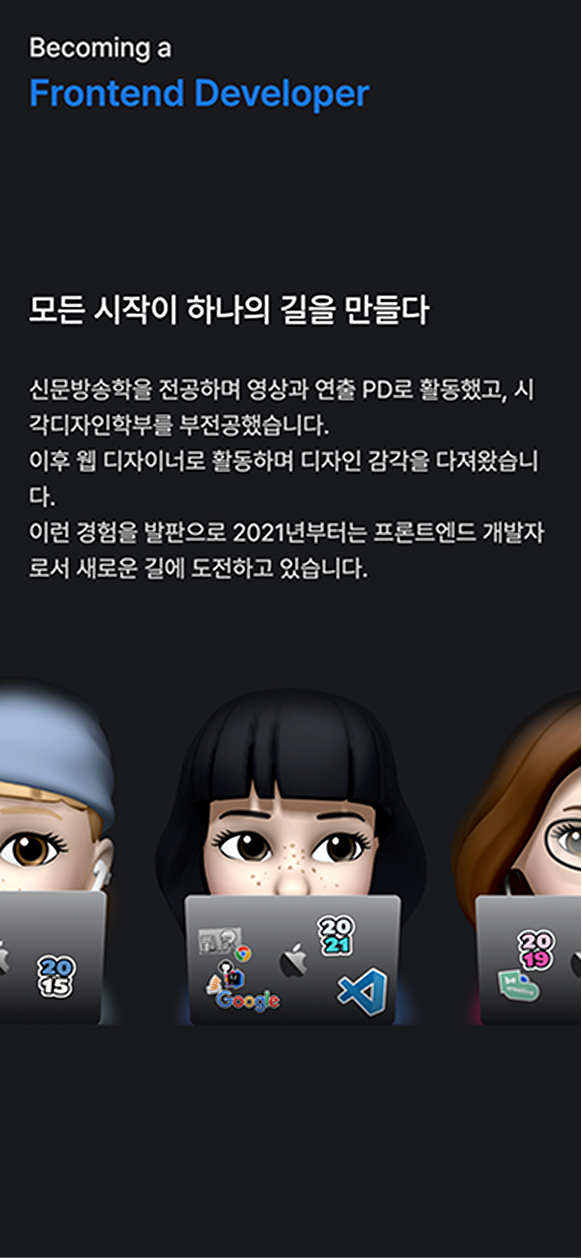 Becoming a
Frontend Developer
모든 시작이 하나의 길을 만들다
신문방송학을 전공하며 영상과 연출 PD로 활동했고, 시
각디자인학부를 부전공했습니다.
이후 웹 디자이너로 활동하며 디자인 감각을 다져왔습니
다.
이런 경험을 발판으로 2021년부터는 프론트엔드 개발자
로서 새로운 길에 도전하고 있습니다.
20
15
20
21
Google
20
19